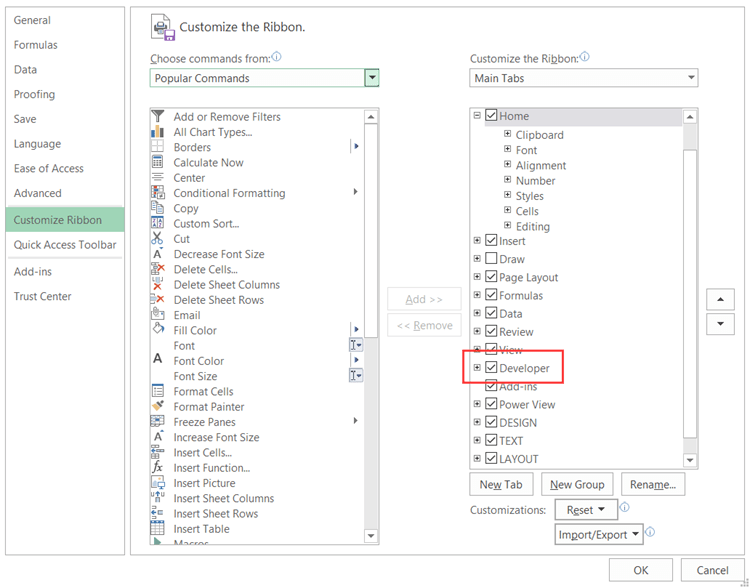 General
Formulas
Data
Proofing
Save
Language
Ease of Access
Advanced
Customize Ribbon
Quick Access Toolbar
Add-ins
Trust Center
Customize the Ribbon.
Choose commands from:
Popular Commands
Add or Remove Filters
All Chart Types...
Borders
Calculate Now
Center
Conditional Formatting
Copy
Custom Sort...
Cut
Decrease Font Size
Delete Cells...
Delete Sheet Columns
Delete Sheet Rows
Email
Fill Color
Font
Font Color
Font Size
Format Cells
Format Painter
Freeze Panes
Increase Font Size
Insert Cells...
Insert Function...
Insert Picture
Insert Sheet Columns
Insert Sheet Rows
Insert Table
Macros
Add >>
<< Remove
Customize the Ribbon:
Main Tabs
Home
Clipboard
Font
Alignment
Number
Styles
Cells
Editing
Insert
Draw
Page Layout
Formulas
Data
Review
View
Developer
Add-ins
Power View
DESIGN
TEXT
LAYOUT
New Tab
New Group
Rename...
Customizations:
Reset
Import/Export
OK
Cancel